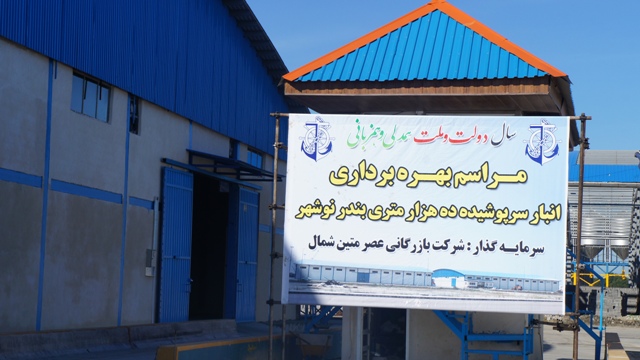 سال دولت و ملت همدلی و همزبانی
مراسم بهره برداری
انبار سرپوشیده ده هزار متری بندر نوشهر
سرمایه گذار : شرکت بازرگانی عصر متین شمال